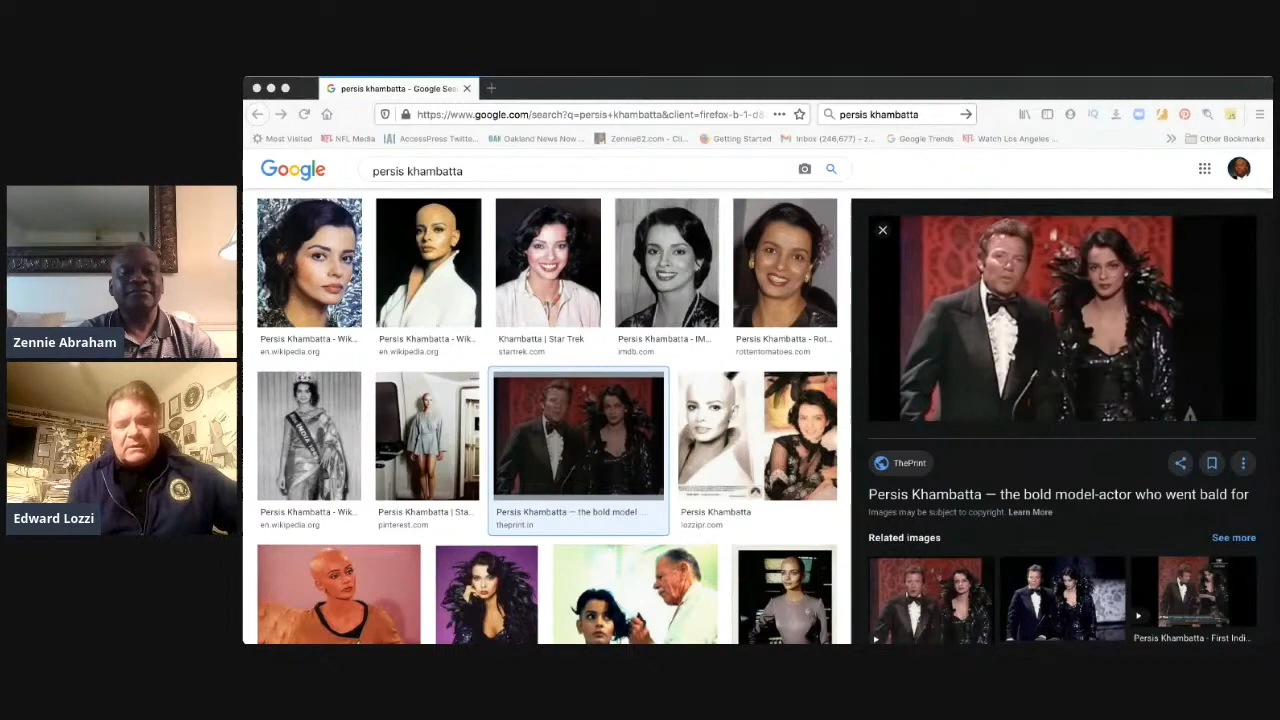 persis khambatta - Google Sea
https://www.google.com/search?q=persis+khambatta&client=firefox-b-1-d&
persis khambatta
Most Visited
NFL Media
AccessPress Twitte...
Oakland News Now ...
Zennie62.com - Cli...
Getting Started
Inbox (246,677) - z...
Google Trends
Watch Los Angeles ...
Other Bookmarks
Google
persis khambatta
Zennie Abraham
Edward Lozzi
Persis Khambatta - Wik...
en.wikipedia.org
Persis Khambatta - Wik...
en.wikipedia.org
Khambatta | Star Trek
startrek.com
Persis Khambatta - IM...
imdb.com
Persis Khambatta - Rot...
rottentomatoes.com
INDIA
Persis Khambatta - Wik...
en.wikipedia.org
Persis Khambatta | Sta...
pinterest.com
Persis Khambatta — the bold model ...
theprint.in
Persis Khambatta
lozzipr.com
ThePrint
Persis Khambatta — the bold model-actor who went bald for
Images may be subject to copyright. Learn More
Related images
See more
Persis Khambatta - First Indi...